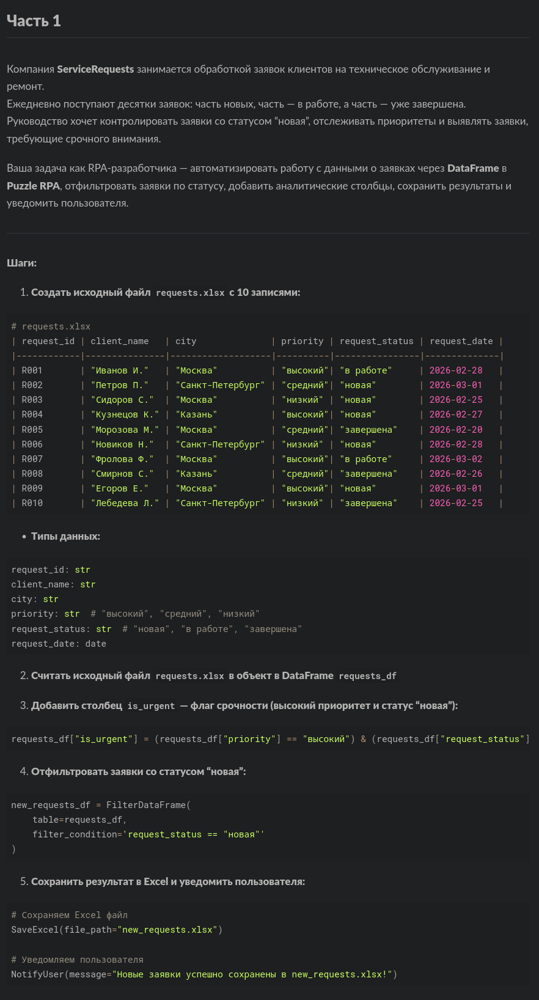 Часть 1
Компания ServiceRequests занимается обработкой заявок клиентов на техническое обслуживание и
ремонт.
Ежедневно поступают десятки заявок: часть новых, часть — в работе, а часть — уже завершена.
Руководство хочет контролировать заявки со статусом “новая”, отслеживать приоритеты и выявлять заявки,
требующие срочного внимания.
Ваша задача как RPA-разработчика — автоматизировать работу с данными о заявках через DataFrame в
Puzzle RPA, отфильтровать заявки по статусу, добавить аналитические столбцы, сохранить результаты и
уведомить пользователя.
Шаги:
1. Создать исходный файл requests.xlsx с 10 записями:
# requests.xlsx
| request_id | client_name   | city              | priority | request_status | request_date |
|------------|---------------|-------------------|----------|----------------|--------------|
| R001       | "Иванов И."   | "Москва"          | "высокий"| "в работе"     | 2026-02-28   |
| R002       | "Петров П."   | "Санкт-Петербург" | "средний"| "новая"        | 2026-03-01   |
| R003       | "Сидоров С."  | "Москва"          | "низкий" | "новая"        | 2026-02-25   |
| R004       | "Кузнецов К." | "Казань"          | "высокий"| "новая"        | 2026-02-27   |
| R005       | "Морозова М." | "Москва"          | "средний"| "завершена"    | 2026-02-20   |
| R006       | "Новиков Н."  | "Санкт-Петербург" | "низкий" | "новая"        | 2026-02-28   |
| R007       | "Фролова Ф."  | "Москва"          | "высокий"| "в работе"     | 2026-03-02   |
| R008       | "Смирнов С."  | "Казань"          | "средний"| "завершена"    | 2026-02-26   |
| R009       | "Егоров Е."   | "Москва"          | "высокий"| "новая"        | 2026-03-01   |
| R010       | "Лебедева Л." | "Санкт-Петербург" | "низкий" | "завершена"    | 2026-02-25   |
• Типы данных:
request_id: str
client_name: str
city: str
priority: str  # "высокий", "средний", "низкий"
request_status: str  # "новая", "в работе", "завершена"
request_date: date
2. Считать исходный файл requests.xlsx в объект в DataFrame requests_df
3. Добавить столбец is_urgent — флаг срочности (высокий приоритет и статус “новая”):
requests_df["is_urgent"] = (requests_df["priority"] == "высокий") & (requests_df["request_status"]
4. Отфильтровать заявки со статусом “новая”:
new_requests_df = FilterDataFrame(
    table=requests_df,
    filter_condition='request_status == "новая"'
)
5. Сохранить результат в Excel и уведомить пользователя:
# Сохраняем Excel файл
SaveExcel(file_path="new_requests.xlsx")
# Уведомляем пользователя
NotifyUser(message="Новые заявки успешно сохранены в new_requests.xlsx!")